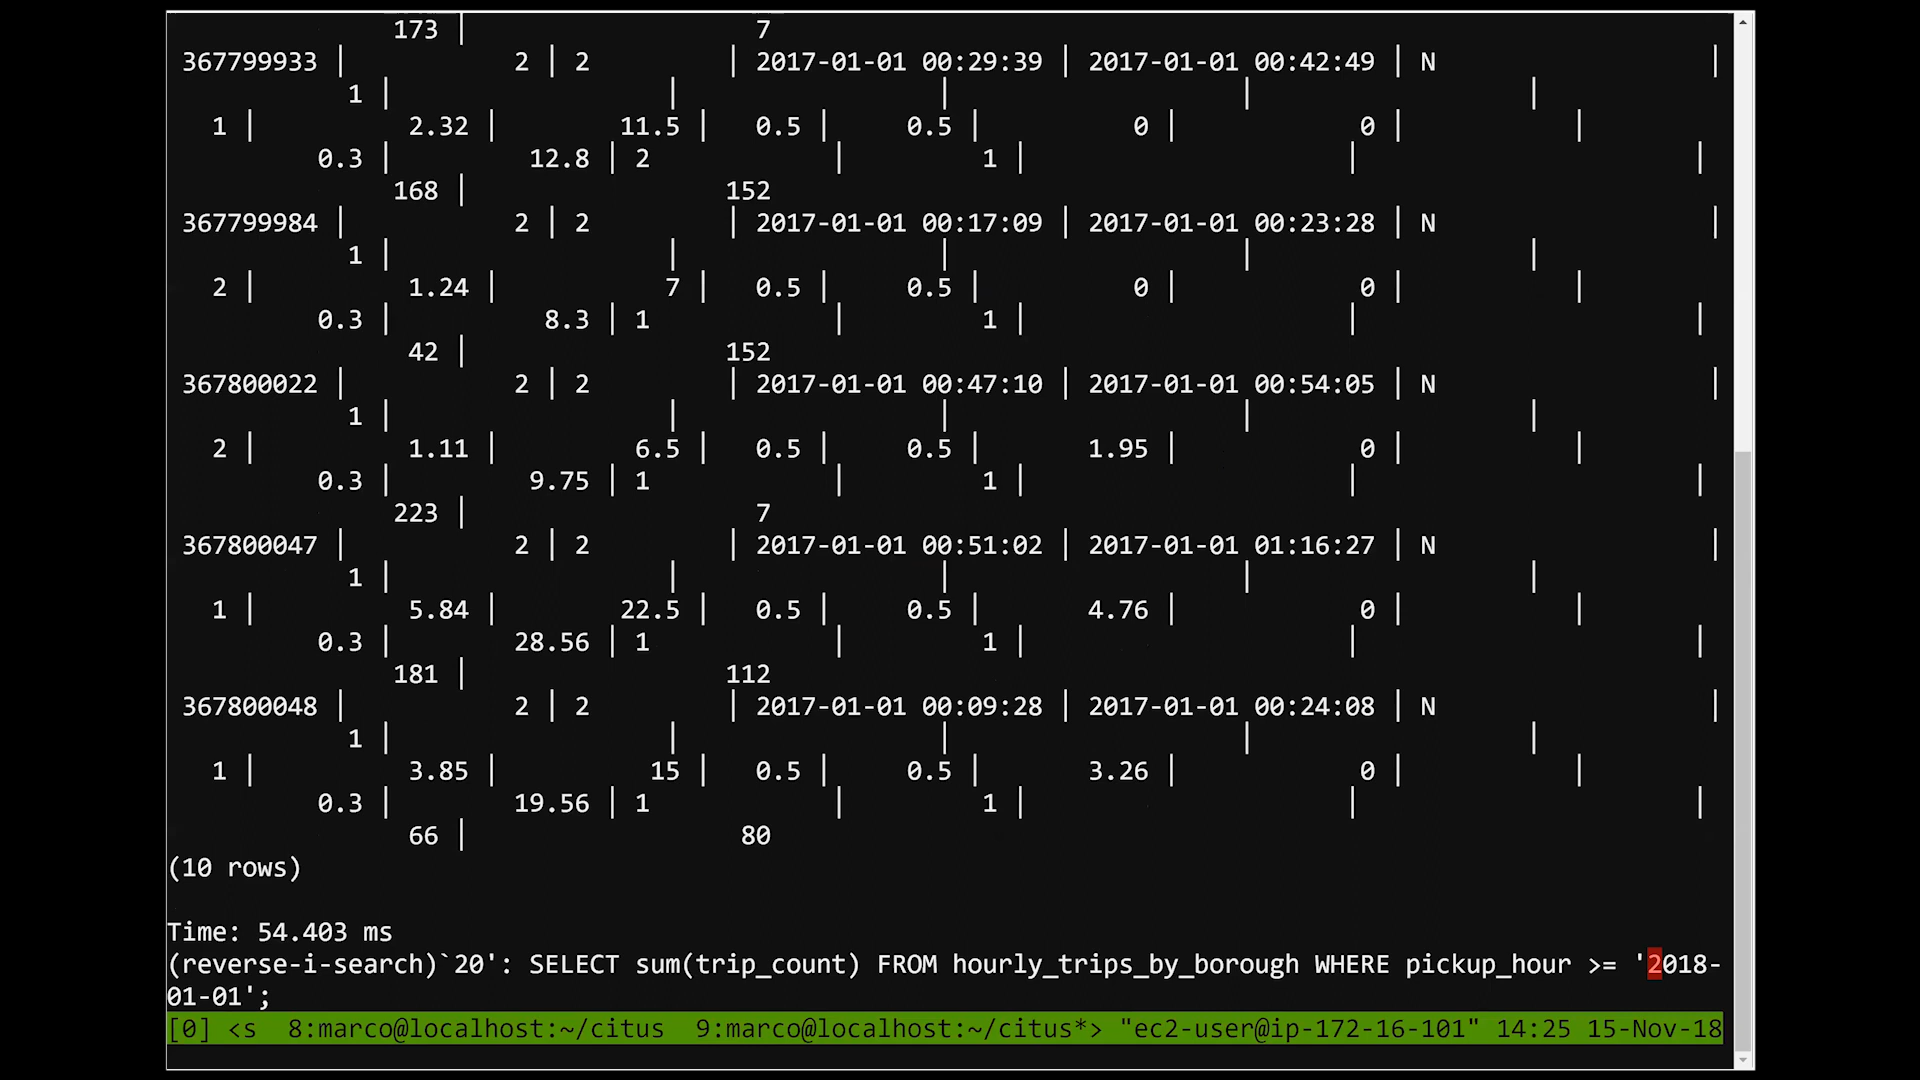 173 | 7
367799933 | 2 | 2 | 2017-01-01 00:29:39 | 2017-01-01 00:42:49 | N |
1 | | | | |
1 | 2.32 | 11.5 | 0.5 | 0.5 | 0 | 0 | |
0.3 | 12.8 | 2 | 1 | | |
168 | 152
367799984 | 2 | 2 | 2017-01-01 00:17:09 | 2017-01-01 00:23:28 | N |
1 | | | | |
2 | 1.24 | 7 | 0.5 | 0.5 | 0 | 0 | |
0.3 | 8.3 | 1 | 1 | | |
42 | 152
367800022 | 2 | 2 | 2017-01-01 00:47:10 | 2017-01-01 00:54:05 | N |
1 | | | | |
2 | 1.11 | 6.5 | 0.5 | 0.5 | 1.95 | 0 | |
0.3 | 9.75 | 1 | 1 | | |
223 | 7
367800047 | 2 | 2 | 2017-01-01 00:51:02 | 2017-01-01 01:16:27 | N |
1 | | | | |
1 | 5.84 | 22.5 | 0.5 | 0.5 | 4.76 | 0 | |
0.3 | 28.56 | 1 | 1 | | |
181 | 112
367800048 | 2 | 2 | 2017-01-01 00:09:28 | 2017-01-01 00:24:08 | N |
1 | | | | |
1 | 3.85 | 15 | 0.5 | 0.5 | 3.26 | 0 | |
0.3 | 19.56 | 1 | 1 | | |
66 | 80
(10 rows)
Time: 54.403 ms
(reverse-i-search)`20': SELECT sum(trip_count) FROM hourly_trips_by_borough WHERE pickup_hour >= '2018-
01-01';
[0] <s 8:marco@localhost:~/citus 9:marco@localhost:~/citus*> "ec2-user@ip-172-16-101" 14:25 15-Nov-18